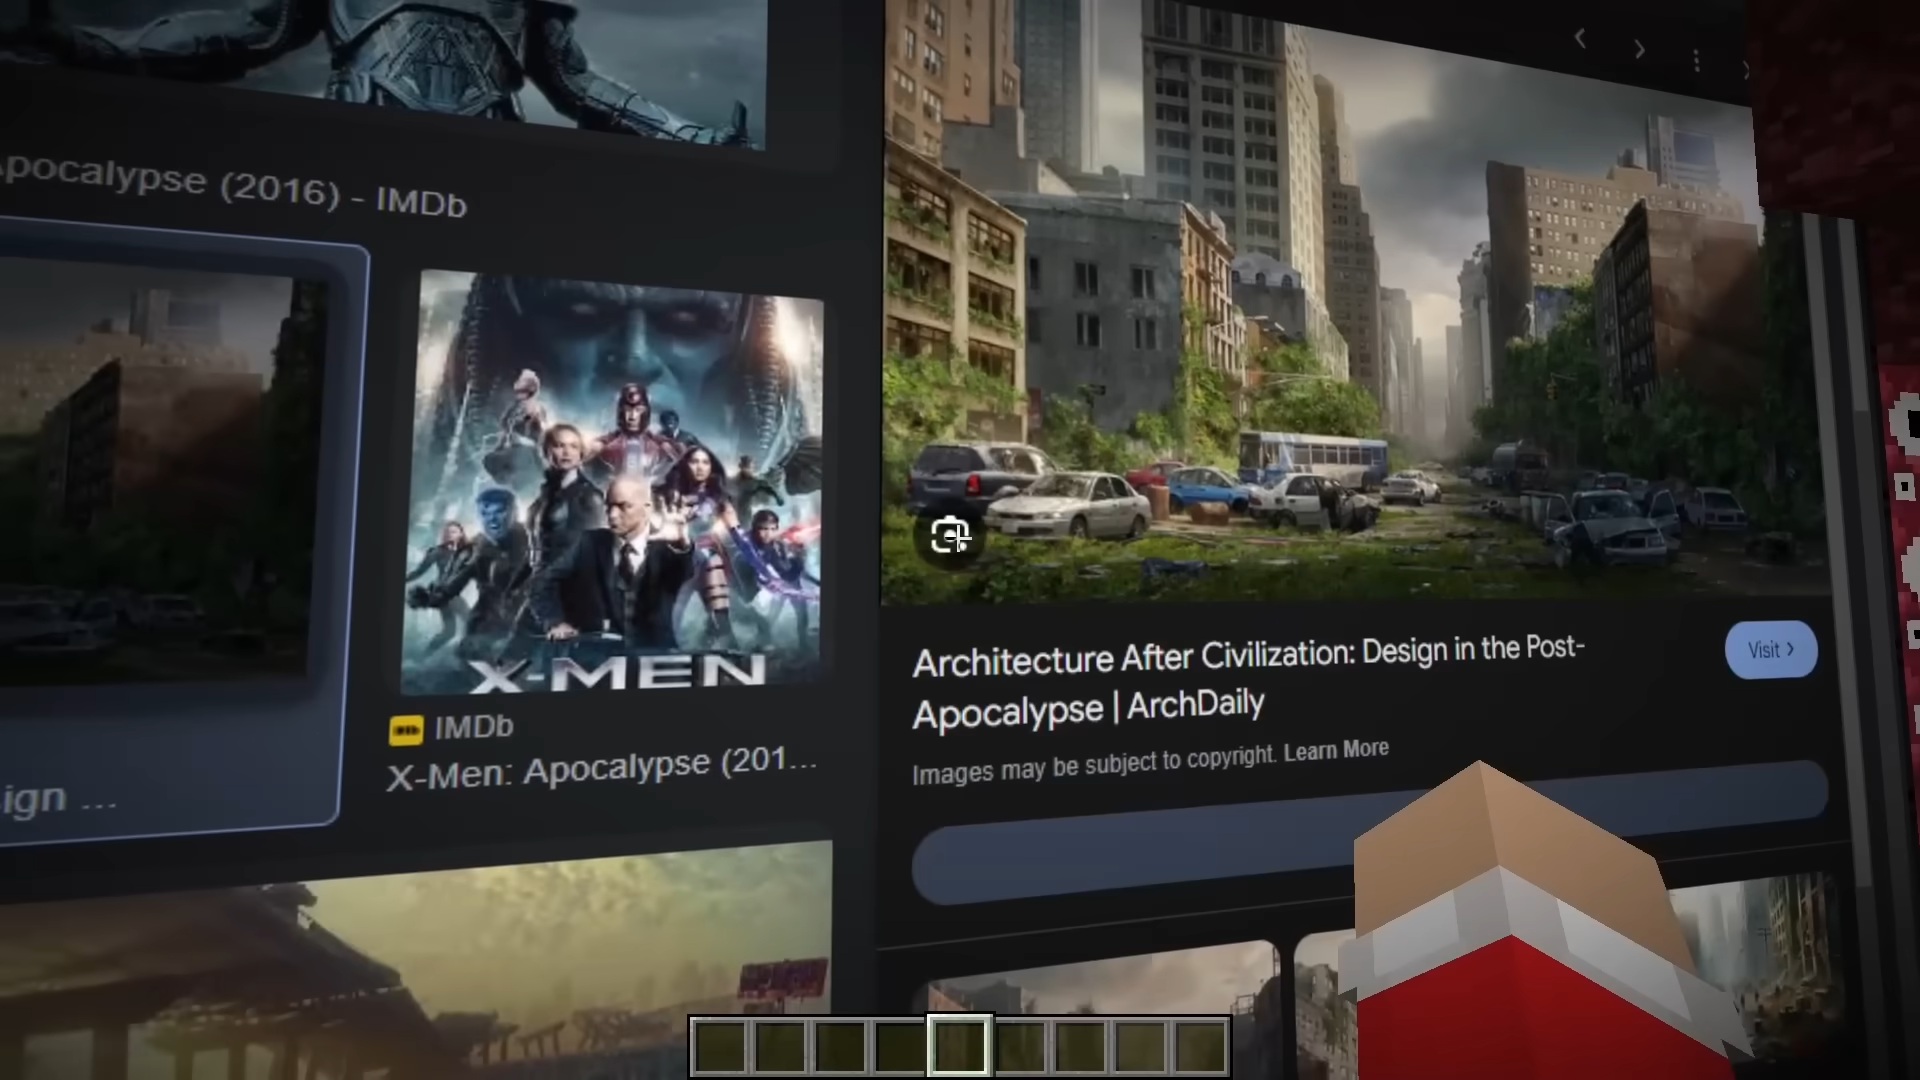 Apocalypse (2016) - IMDb
X-MEN
IMDb
X-Men: Apocalypse (201...
ign ...
Architecture After Civilization: Design in the Post-
Apocalypse | ArchDaily
Visit
Images may be subject to copyright. Learn More